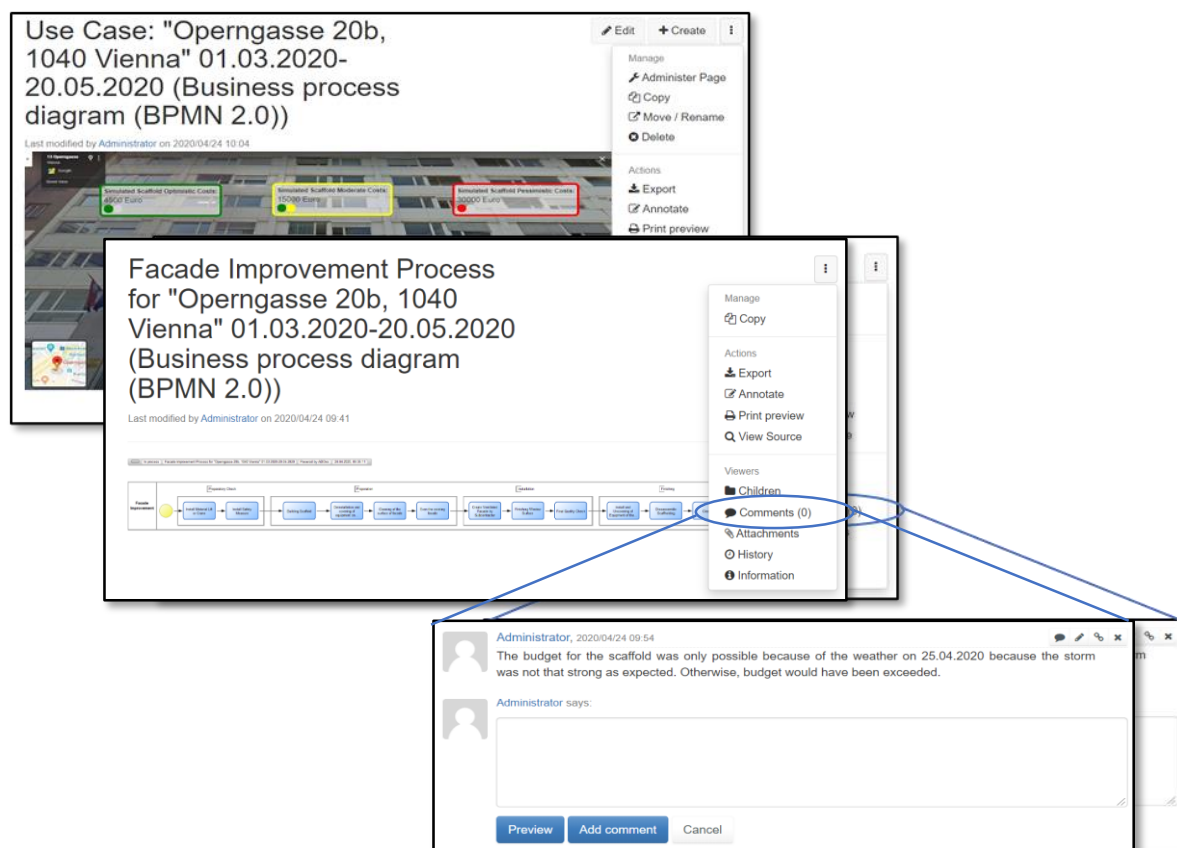 Use Case: "Operngasse 20b,
1040 Vienna" 01.03.2020-
20.05.2020 (Business process
diagram (BPMN 2.0))
Last modified by Administrator on 2020/04/24 10:04
Edit
Create
Manage
Administer Page
Copy
Move / Rename
Delete
Actions
Export
Annotate
Print preview
Google
Simulated Scaffold Optimistic Costs:
4500 Euro
Simulated Scaffold Moderate Costs:
15000 Euro
Simulated Scaffold Pessimistic Costs:
30000 Euro
Facade Improvement Process
for "Operngasse 20b, 1040
Vienna" 01.03.2020-20.05.2020
(Business process diagram
(BPMN 2.0))
Last modified by Administrator on 2020/04/24 09:41
Manage
Copy
Actions
Export
Annotate
Print preview
View Source
Viewers
Children
Comments (0)
Attachments
History
Information
Facade
Improvement
Administrator, 2020/04/24 09:54
The budget for the scaffold was only possible because of the weather on 25.04.2020 because the storm
was not that strong as expected. Otherwise, budget would have been exceeded.
Administrator says:
Preview
Add comment
Cancel